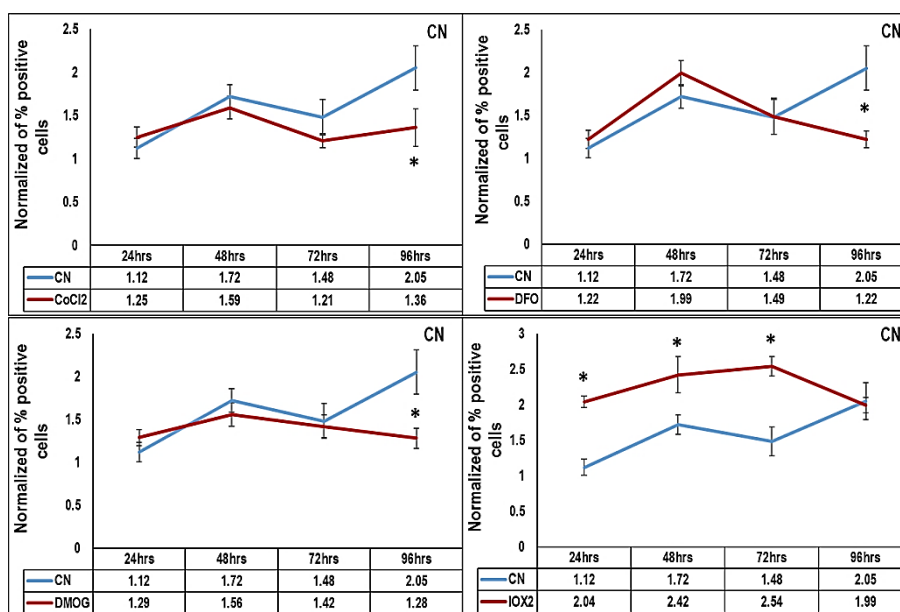 CN
Normalized of % positive
cells
2.5
2
1.5
1
0.5
0
*
24hrs 48hrs 72hrs 96hrs
CN 1.12 1.72 1.48 2.05
CoCl2 1.25 1.59 1.21 1.36
CN
Normalized of % positive
cells
2.5
2
1.5
1
0.5
0
*
24hrs 48hrs 72hrs 96hrs
CN 1.12 1.72 1.48 2.05
DFO 1.22 1.99 1.49 1.22
CN
Normalized of % positive
cells
2.5
2
1.5
1
0.5
0
*
24hrs 48hrs 72hrs 96hrs
CN 1.12 1.72 1.48 2.05
DMOG 1.29 1.56 1.42 1.28
CN
Normalized of % positive
cells
3
2.5
2
1.5
1
0.5
0
* * *
24hrs 48hrs 72hrs 96hrs
CN 1.12 1.72 1.48 2.05
IOX2 2.04 2.42 2.54 1.99